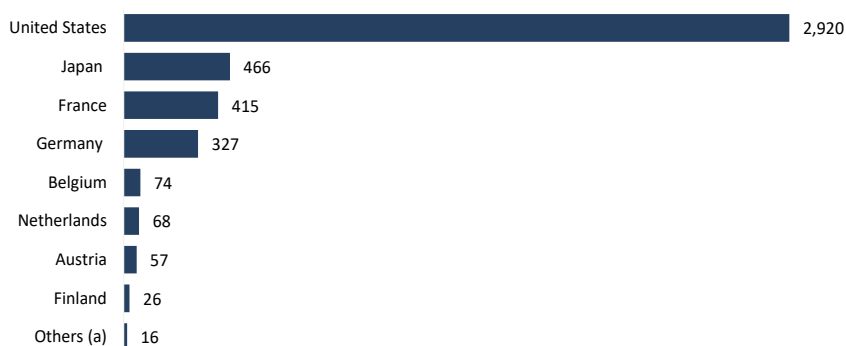 United States 2,920
Japan 466
France 415
Germany 327
Belgium 74
Netherlands 68
Austria 57
Finland 26
Others (a) 16